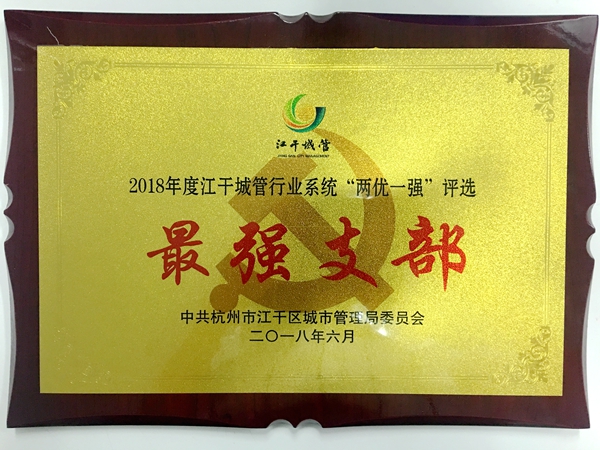 江干城管
JIANG GAN CITY MANAGEMENT
2018年度江干城管行业系统“两优一强”评选
最强支部
中共杭州市江干区城市管理局委员会
二〇一八年六月